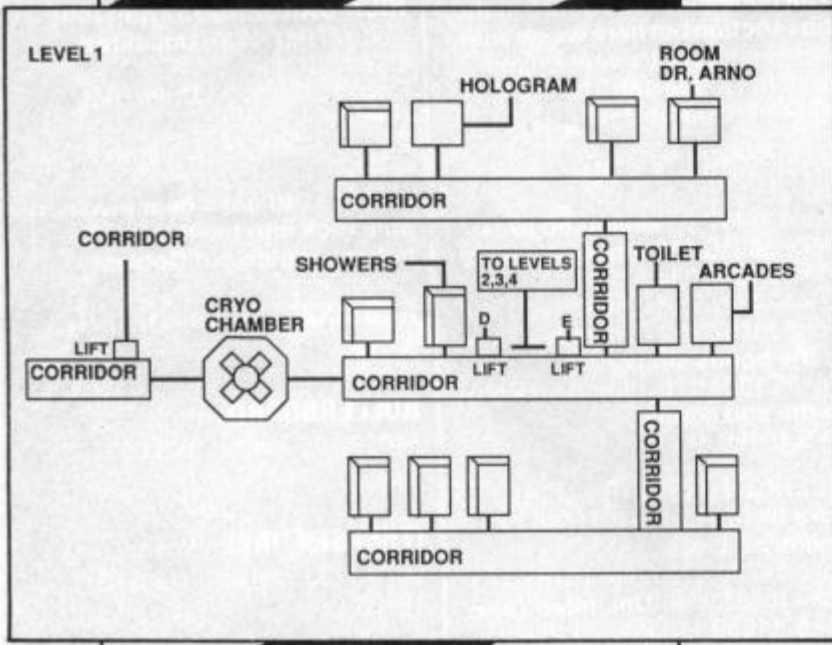 LEVEL 1
ROOM
DR. ARNO
HOLOGRAM
CORRIDOR
CORRIDOR
SHOWERS
TO LEVELS
2,3,4
CORRIDOR
TOILET
ARCADES
CRYO
CHAMBER
D
E
LIFT
CORRIDOR
LIFT
LIFT
CORRIDOR
CORRIDOR
CORRIDOR